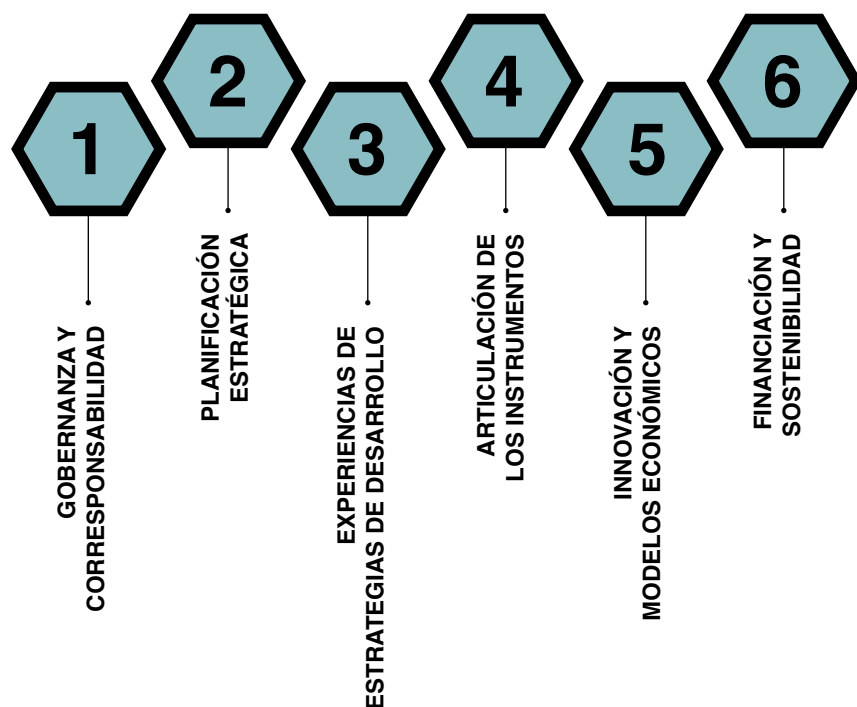 1
GOBERNANZA Y
CORRESPONSABILIDAD
2
PLANIFICACIÓN
ESTRATÉGICA
3
EXPERIENCIAS DE
ESTRATEGIAS DE DESARROLLO
4
ARTICULACIÓN DE
LOS INSTRUMENTOS
5
INNOVACIÓN Y
MODELOS ECONÓMICOS
6
FINANCIACIÓN Y
SOSTENIBILIDAD